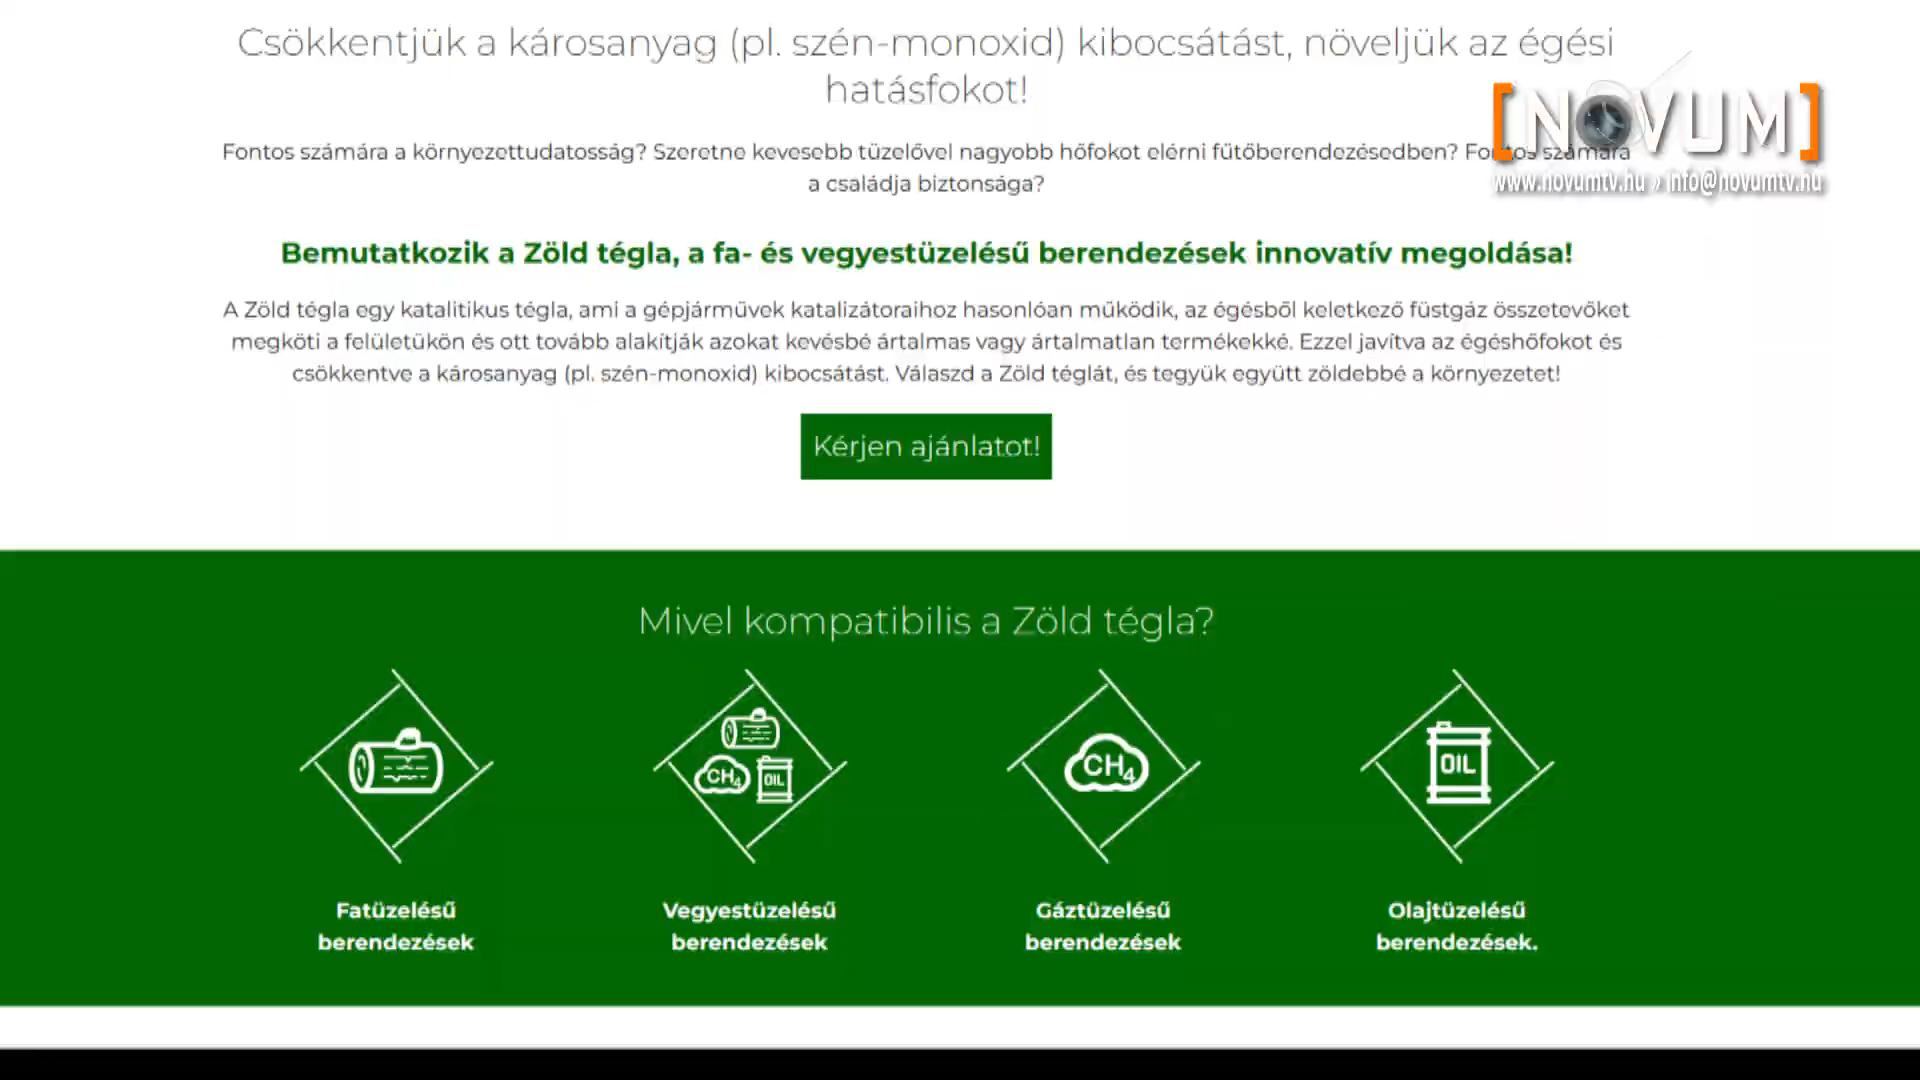 Csökkentjük a károsanyag (pl. szén-monoxid) kibocsátást, növeljük az égési
hatásfokot!
[NOVUM]
www.novumtv.hu » info@novumtv.hu
Fontos számára a környezettudatosság? Szeretne kevesebb tüzelővel nagyobb hőfokot elérni fűtőberendezésedben? Fontos számára
a családja biztonsága?
Bemutatkozik a Zöld tégla, a fa- és vegyestüzelésű berendezések innovatív megoldása!
A Zöld tégla egy katalitikus tégla, ami a gépjárművek katalizátoraihoz hasonlóan működik, az égésből keletkező füstgáz összetevőket
megköti a felületükön és ott tovább alakítják azokat kevésbé ártalmas vagy ártalmatlan termékekké. Ezzel javítva az égéshőfokot és
csökkentve a károsanyag (pl. szén-monoxid) kibocsátást. Válaszd a Zöld téglát, és tegyük együtt zöldebbé a környezetet!
Kérjen ajánlatot!
Mivel kompatibilis a Zöld tégla?
CH4 OIL
CH4
OIL
Fatüzelésű
berendezések
Vegyestüzelésű
berendezések
Gáztüzelésű
berendezések
Olajtüzelésű
berendezések.